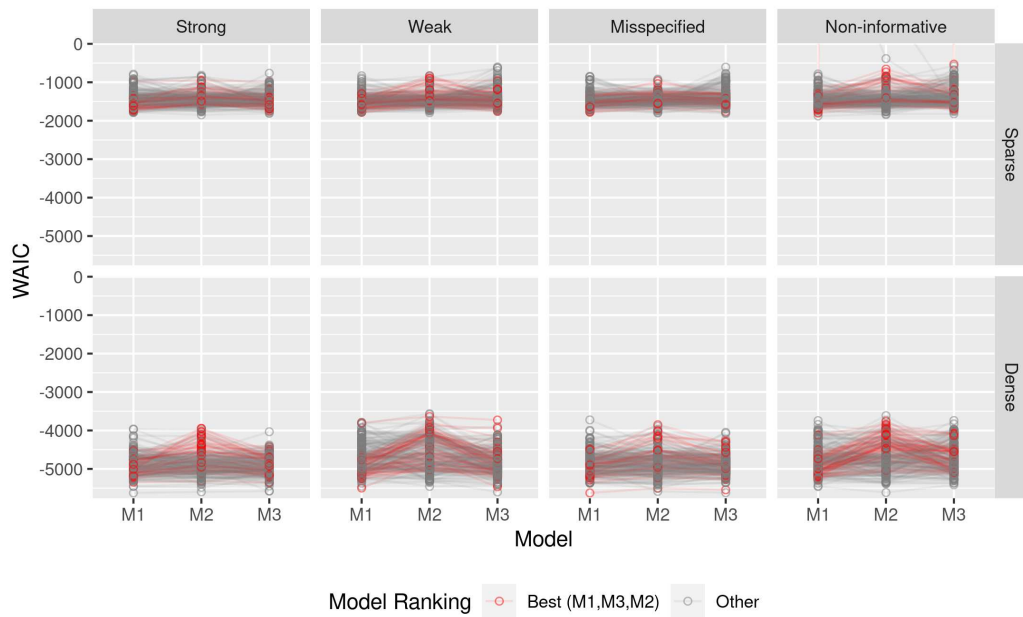 Strong Weak Misspecified Non-informative
0
-1000
-2000
-3000
-4000
-5000
Sparse
WAIC
0
-1000
-2000
-3000
-4000
-5000
Dense
M1 M2 M3 M1 M2 M3 M1 M2 M3 M1 M2 M3
Model
Model Ranking Best (M1,M3,M2) Other